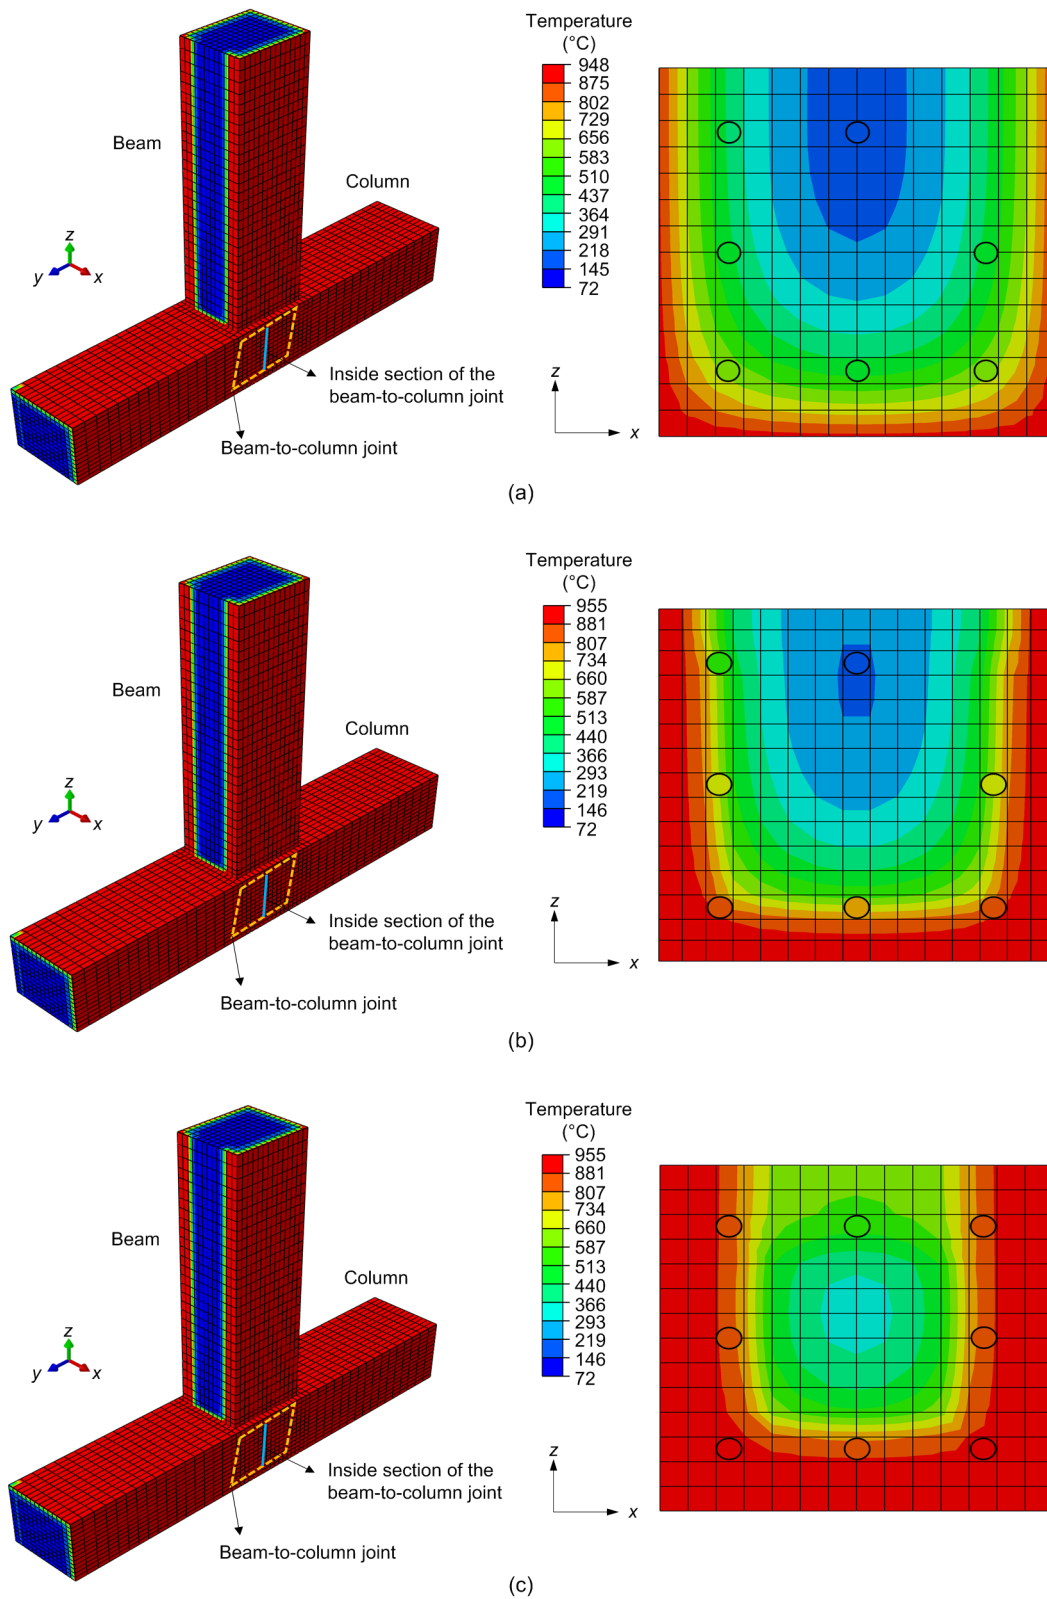 Temperature
(°C)
948
875
802
729
656
583
510
437
364
291
218
145
72
Beam
Column
z
y
x
Inside section of the
beam-to-column joint
Beam-to-column joint
z
x
(a)
Temperature
(°C)
955
881
807
734
660
587
513
440
366
293
219
146
72
Beam
Column
z
y
x
Inside section of the
beam-to-column joint
Beam-to-column joint
z
x
(b)
Temperature
(°C)
955
881
807
734
660
587
513
440
366
293
219
146
72
Beam
Column
z
y
x
Inside section of the
beam-to-column joint
Beam-to-column joint
z
x
(c)